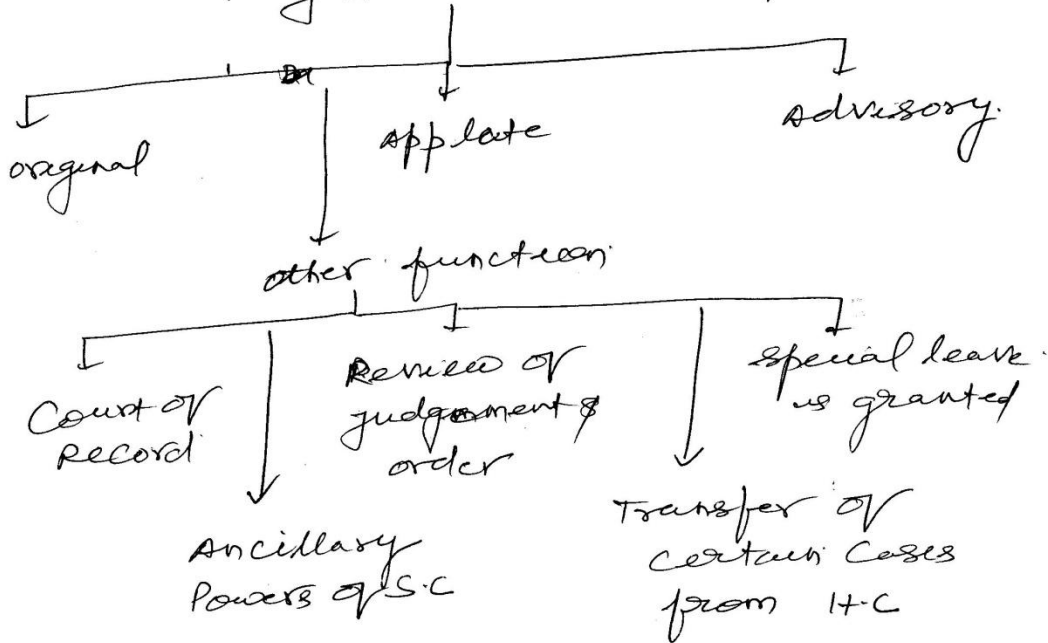 original
Applate
Advisory.
other function
Court of
Record
Ancillary
Powers of S.C
Review of
judgement &
order
Transfer of
certain Cases
from H.C
special leave
is granted